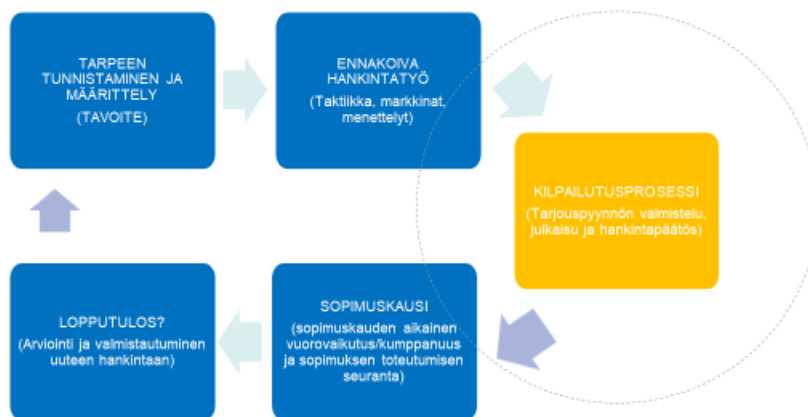 TARPEEN
TUNNISTAMINEN JA
MÄÄRITTELY
(TAVOITE)
ENNAKOIVA
HANKINTATYÖ
(Taktiikka, markkinat,
menettelyt)
KILPAILUTUSPROSESSI
(Tarjouspyynnön valmistelu,
julkaisu ja hankintapäätös)
SOPIMUSKAUSI
(sopimuskauden aikainen
vuorovaikutus/kumppanuus
ja sopimuksen toteutumisen
seuranta)
LOPPUTULOS?
(Arviointi ja valmistautuminen
uuteen hankintaan)